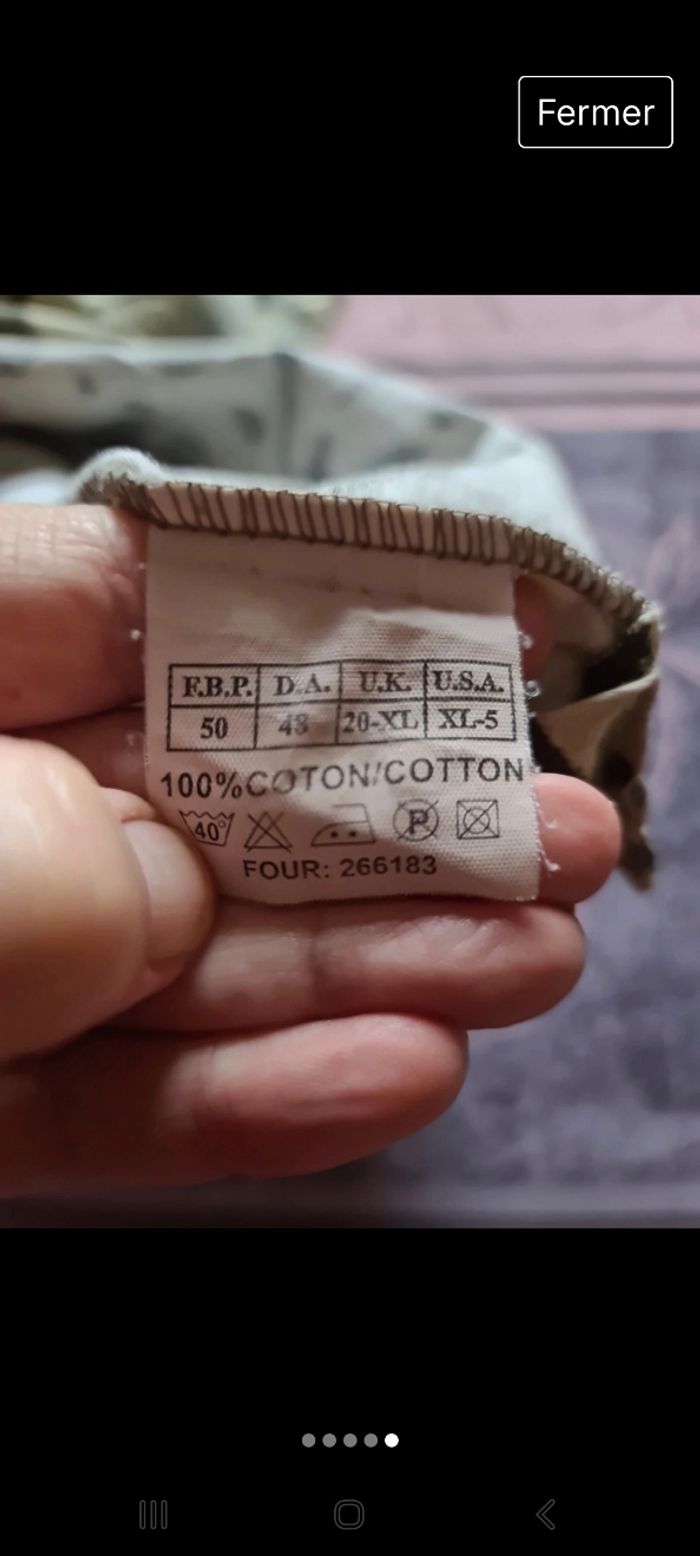 Fermer
F.B.P. D.A. U.K. U.S.A.
50 48 20-XL XL-5
100%COTON/COTTON
40° P
FOUR: 266183